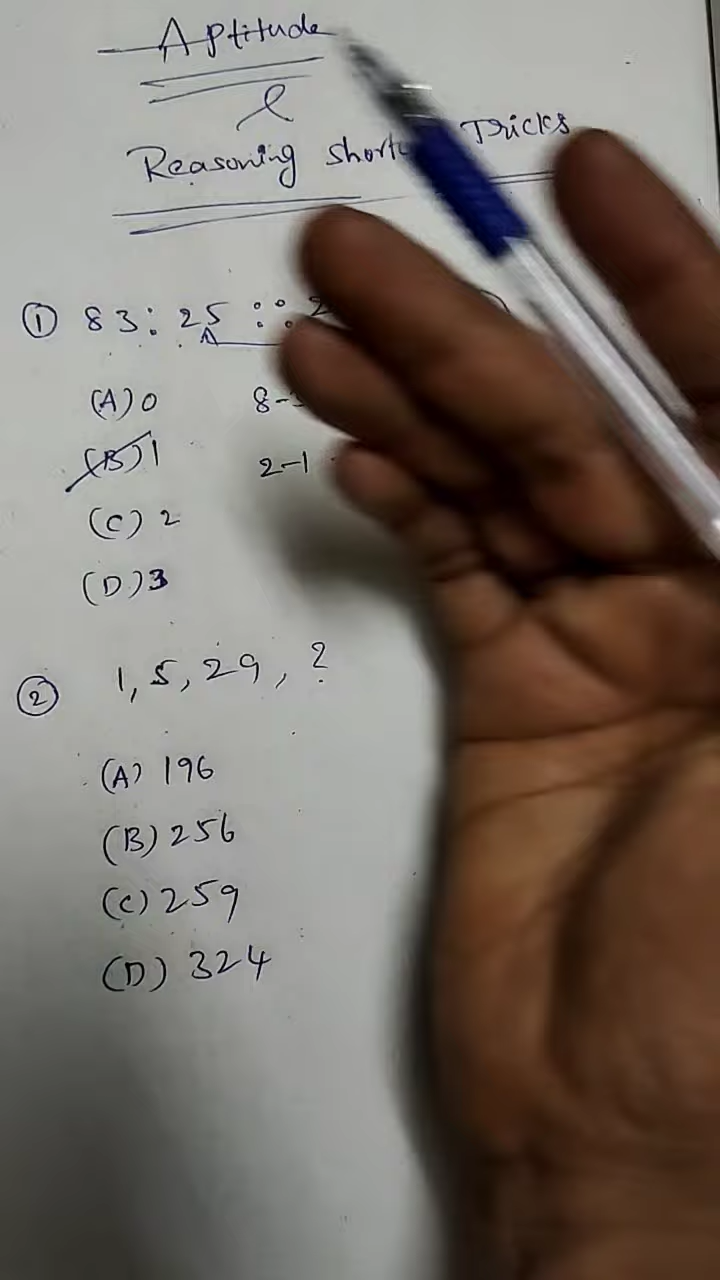 Aptitude
&
Reasoning Tricks
① 83 : 25 ::
(A) 0 8-
(B) 1 2-1
(C) 2
(D) 3
② 1, 5, 29, ?
(A) 196
(B) 256
(C) 259
(D) 324